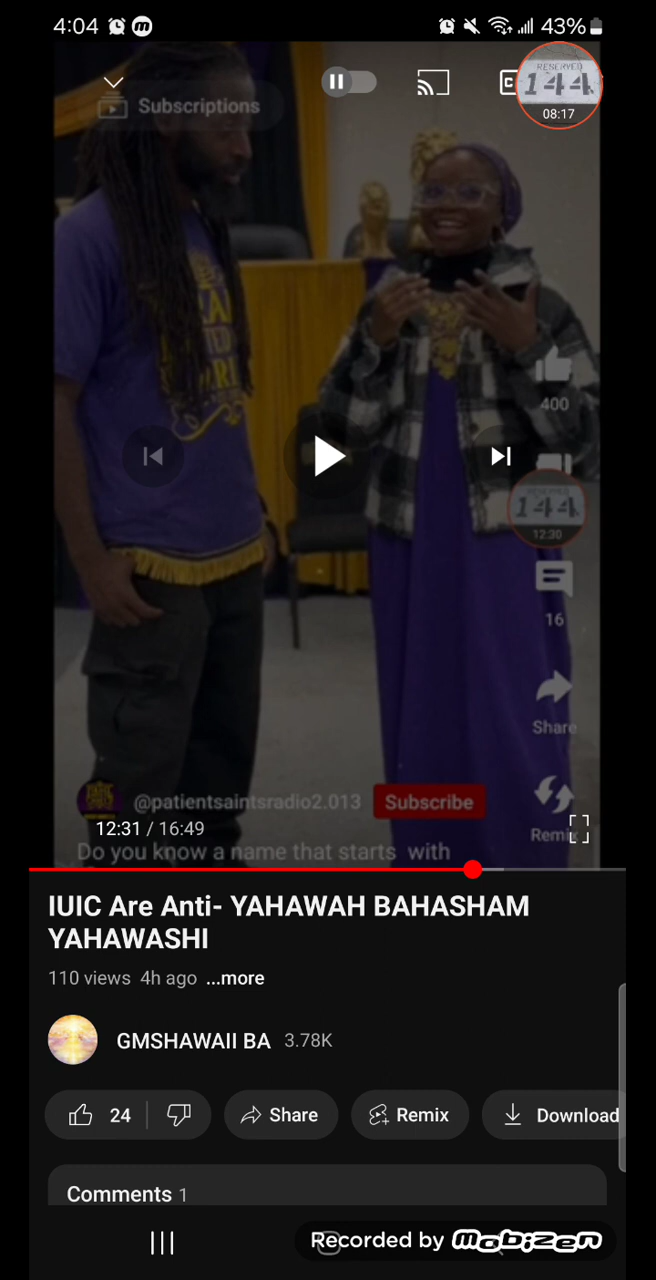 4:04
43%
Subscriptions
RESERVED
144
08:17
400
144
12:30
16
Share
@patientsaintsradio2.013
Subscribe
12:31 / 16:49
Remix
Do you know a name that starts with
IUIC Are Anti- YAHAWAH BAHASHAM
YAHAWASHI
110 views 4h ago ...more
GMSHAWAII BA 3.78K
24
Share
Remix
Download
Comments 1
Recorded by mobizen